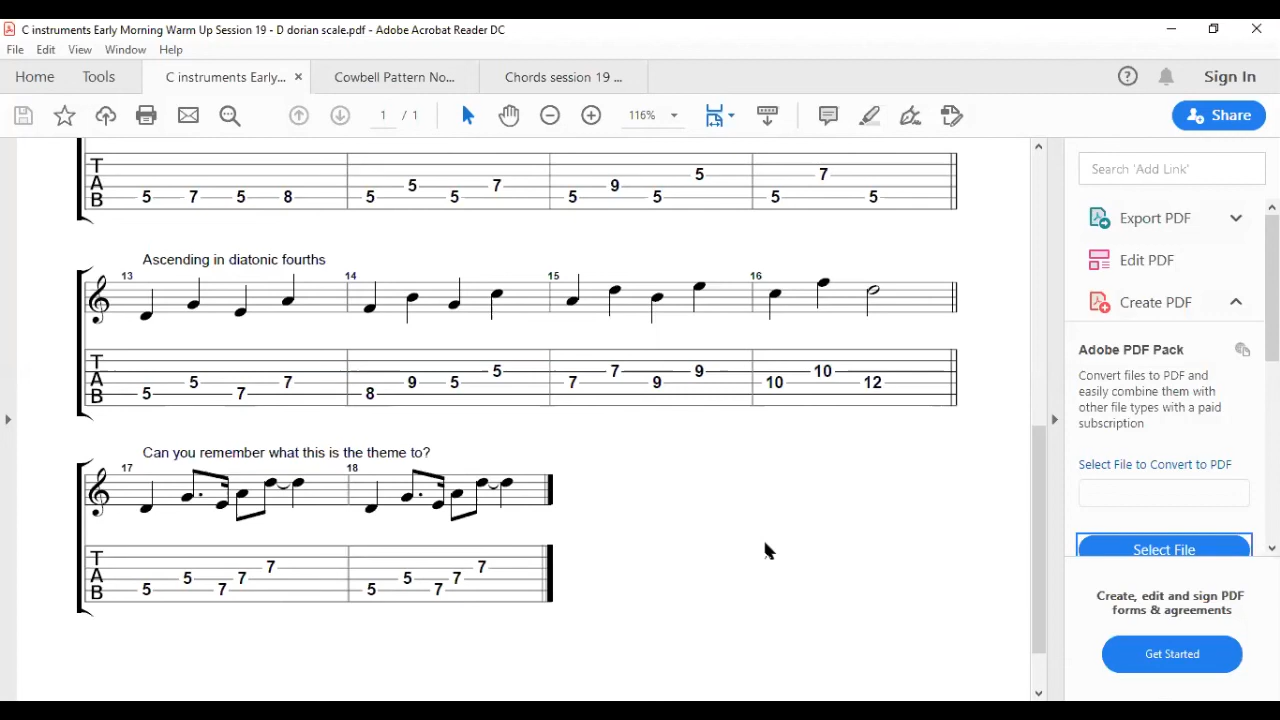 C instruments Early Morning Warm Up Session 19 - D dorian scale.pdf - Adobe Acrobat Reader DC
File Edit View Window Help
Home Tools C instruments Early... × Cowbell Pattern No... Chords session 19 ... Sign In
1 / 1 116% Share
T
A
B
5 7 5 8 5 5 5 7 5 9 5 5 5 7 5
Search 'Add Link'
Export PDF
Edit PDF
Create PDF
Adobe PDF Pack
Convert files to PDF and
easily combine them with
other file types with a paid
subscription
Select File to Convert to PDF
Select File
Create, edit and sign PDF
forms & agreements
Get Started
Ascending in diatonic fourths
13 14 15 16
T
A
B
5 5 7 7 8 9 5 5 7 7 9 9 10 10 12
Can you remember what this is the theme to?
17 18
T
A
B
5 5 7 7 7 5 5 7 7 7